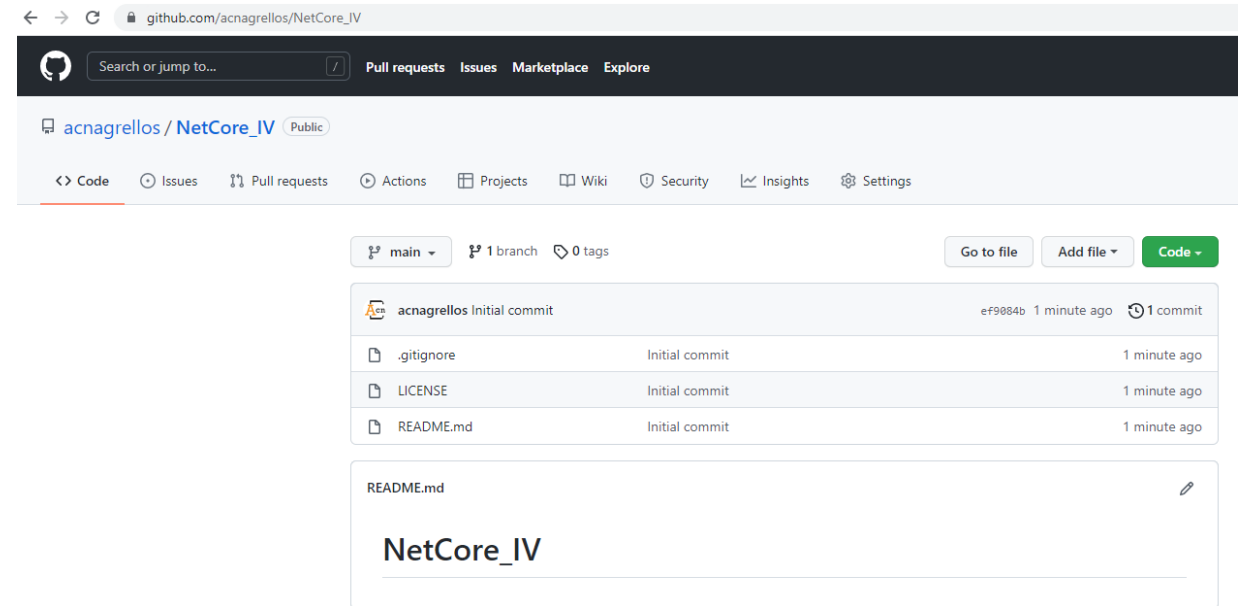 github.com/acnagrellos/NetCore_IV
Search or jump to... / Pull requests Issues Marketplace Explore
acnagrellos / NetCore_IV Public
<> Code Issues Pull requests Actions Projects Wiki Security Insights Settings
main 1 branch 0 tags Go to file Add file Code
Acn acnagrellos Initial commit ef9084b 1 minute ago 1 commit
.gitignore Initial commit 1 minute ago
LICENSE Initial commit 1 minute ago
README.md Initial commit 1 minute ago
README.md
NetCore_IV